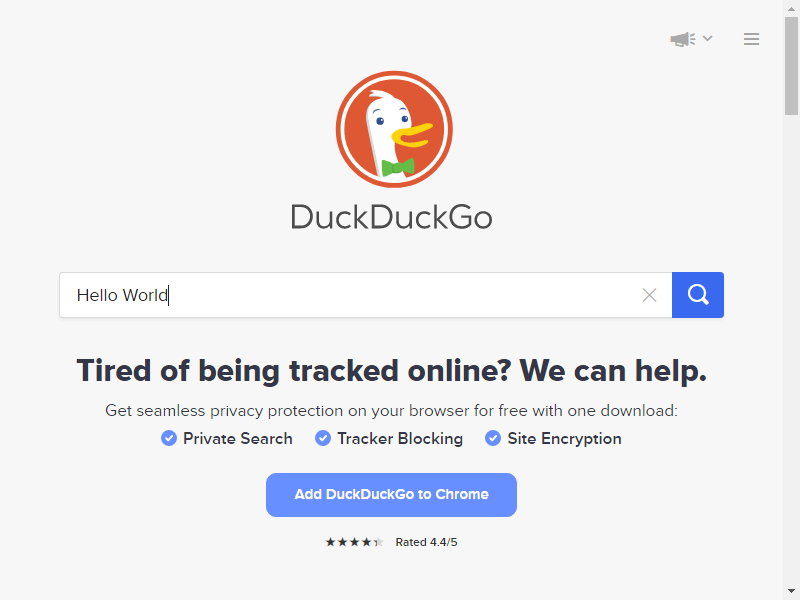 DuckDuckGo
Hello World
Tired of being tracked online? We can help.
Get seamless privacy protection on your browser for free with one download:
Private Search Tracker Blocking Site Encryption
Add DuckDuckGo to Chrome
Rated 4.4/5